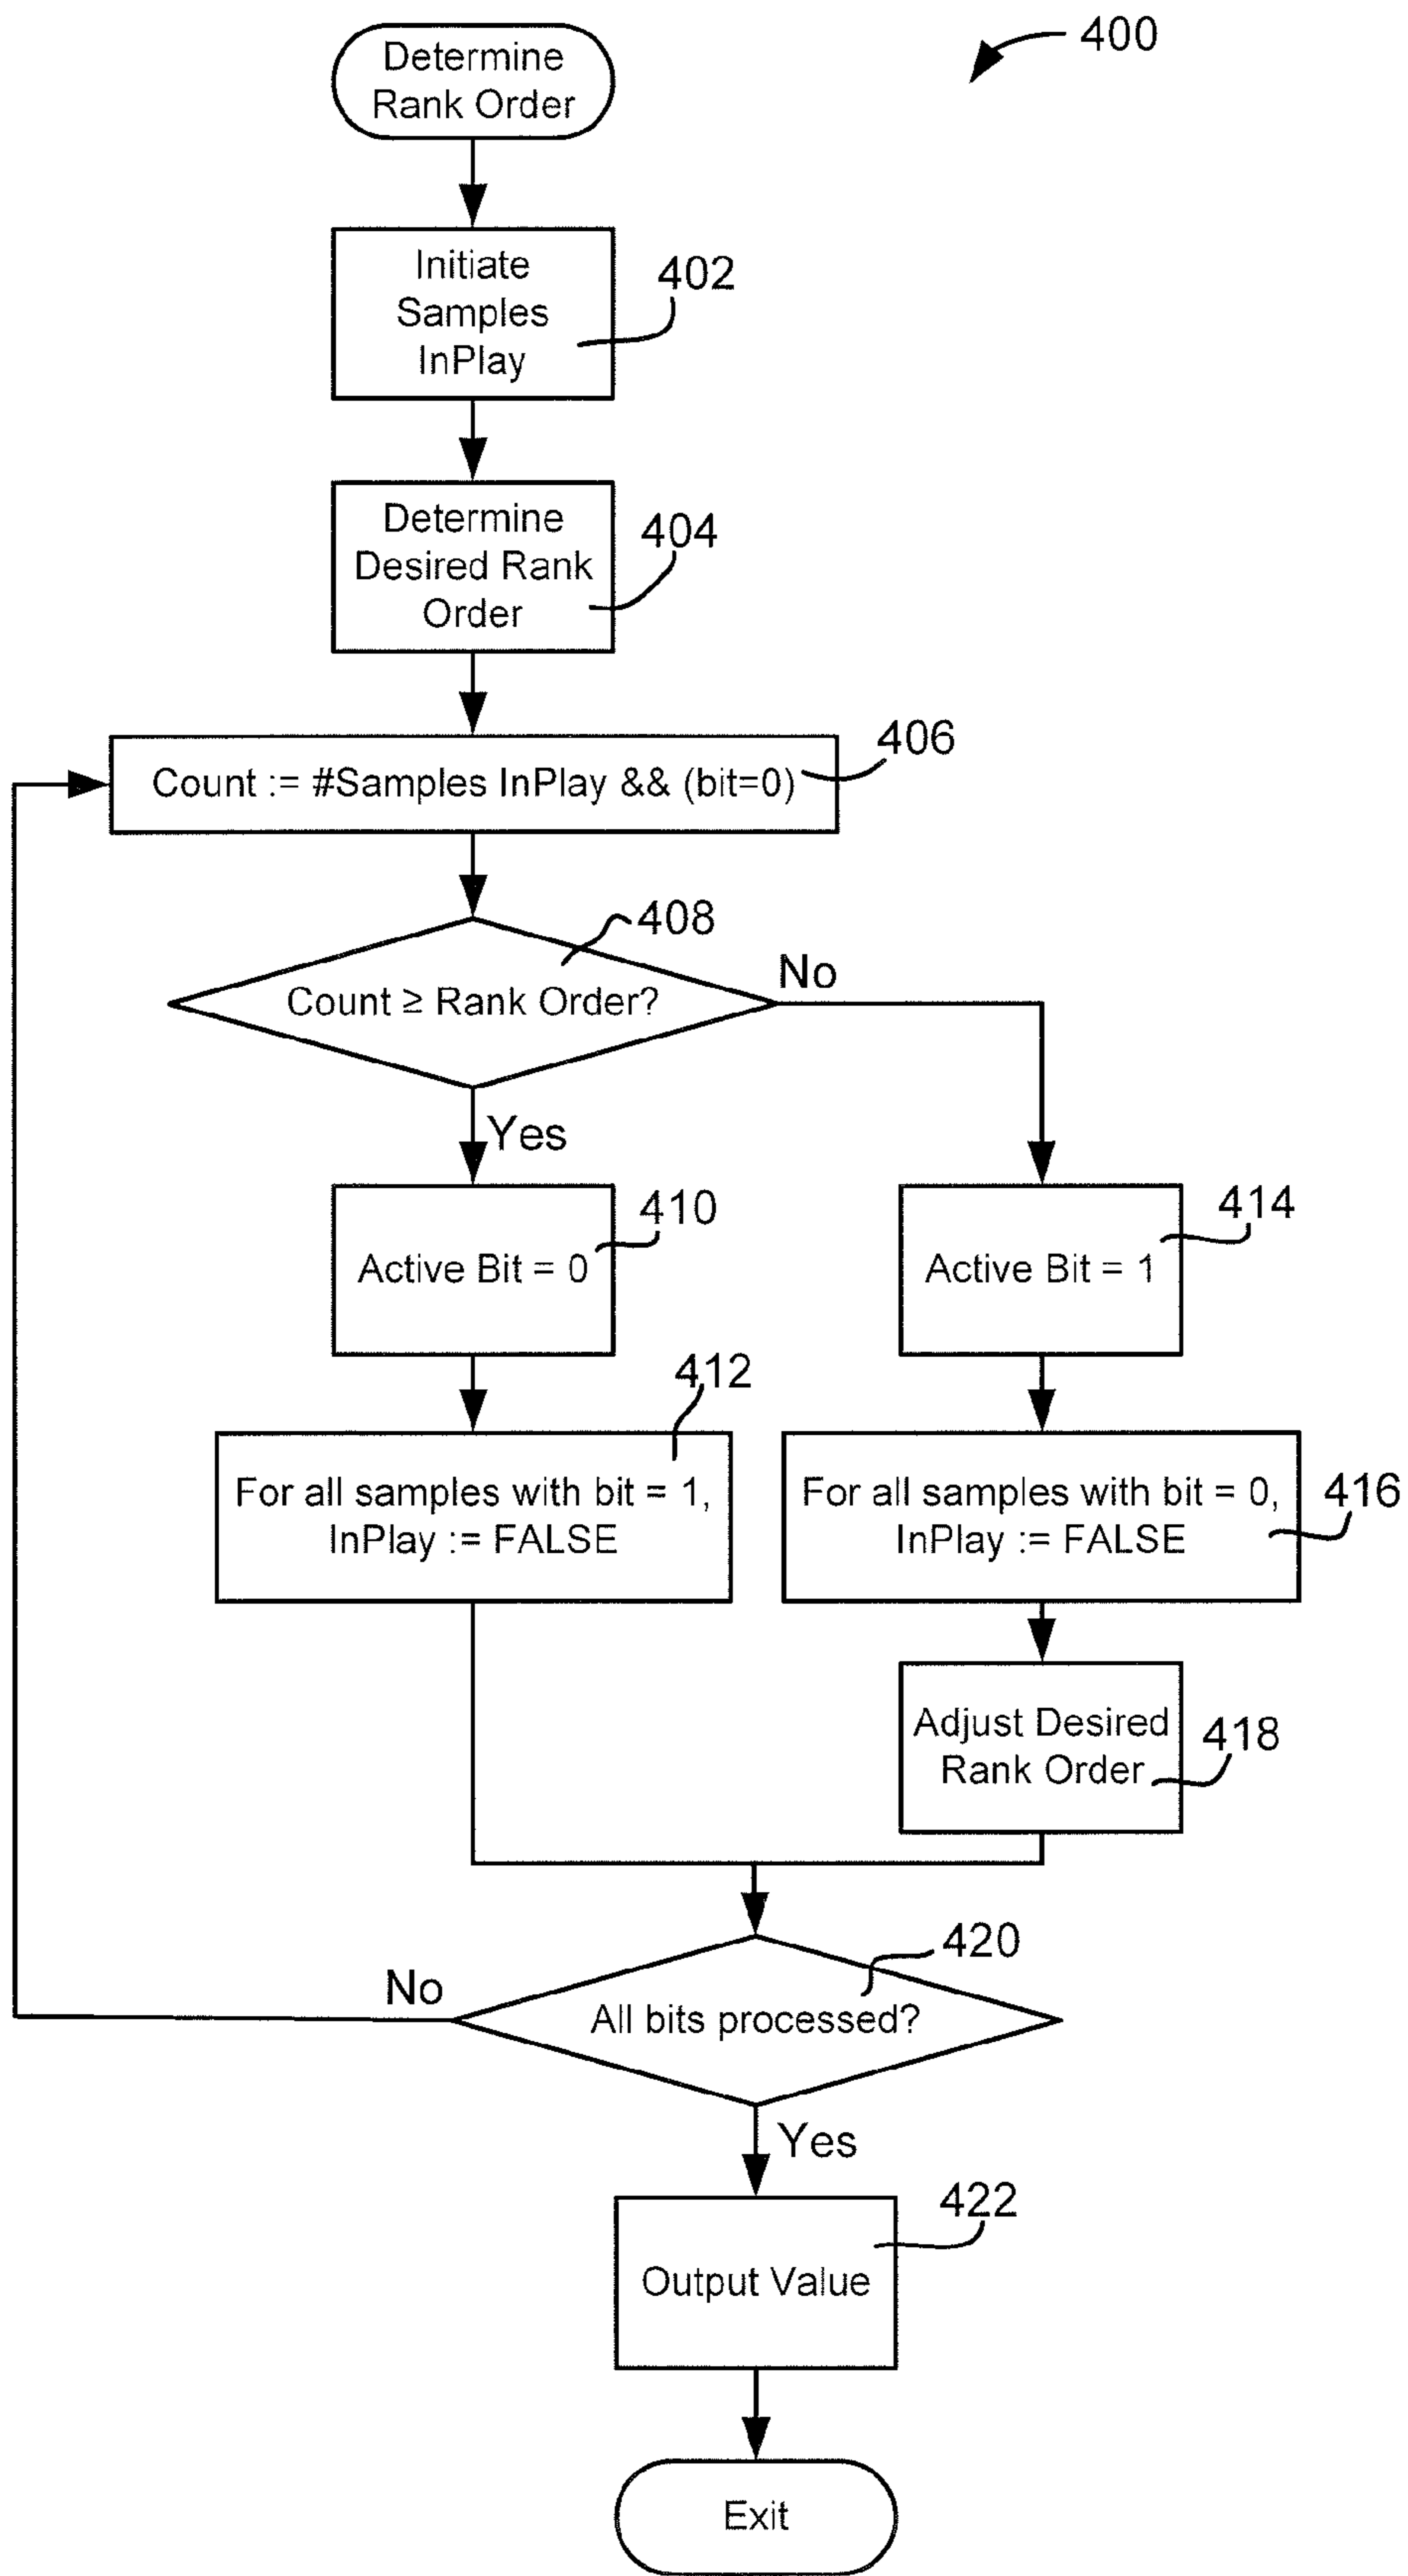 400
Determine
Rank Order
Initiate
Samples
InPlay
402
Determine
Desired Rank
Order
404
Count := #Samples InPlay && (bit=0)
406
408
Count ≥ Rank Order?
No
Yes
Active Bit = 0
410
Active Bit = 1
414
412
For all samples with bit = 1,
InPlay := FALSE
For all samples with bit = 0,
InPlay := FALSE
416
Adjust Desired
Rank Order
418
420
All bits processed?
No
Yes
422
Output Value
Exit